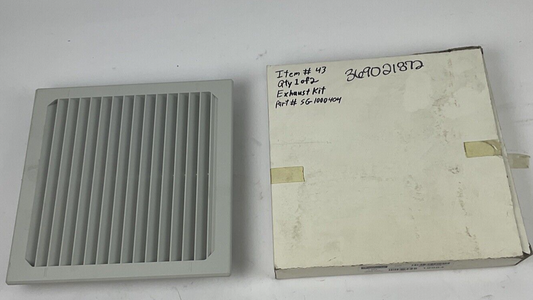 Item # 43
Qty 1 of 2
Exhaust Kit
Part # SG-1000404
369021872